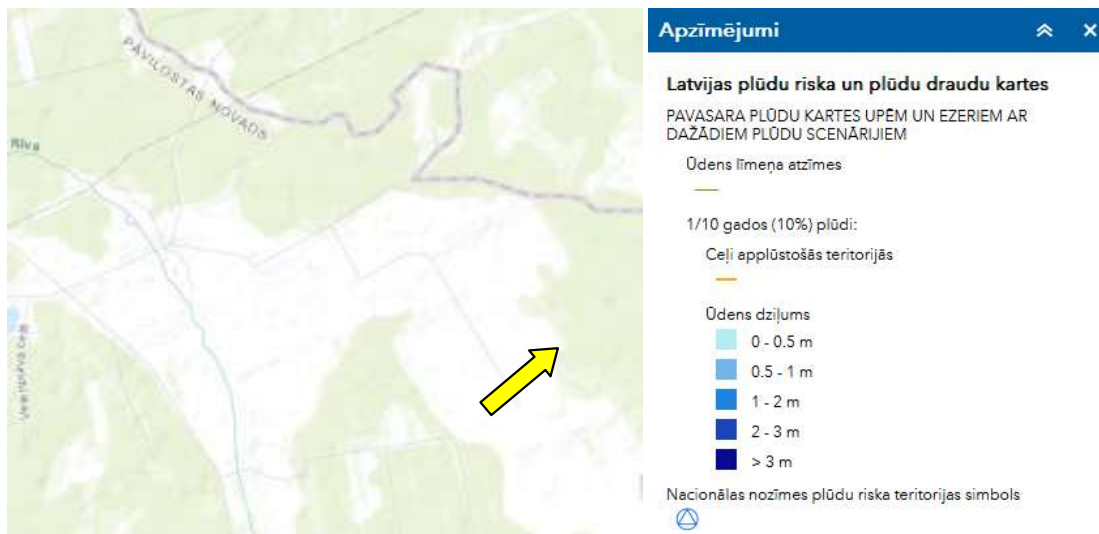 PĀVILOSTAS NOVADS
Rīva
Apzīmējumi
Latvijas plūdu riska un plūdu draudu kartes
PAVASARA PLŪDU KARTES UPĒM UN EZERIEM AR
DAŽĀDIEM PLŪDU SCENĀRIJIEM
Ūdens līmeņa atzīmes
1/10 gados (10%) plūdi:
Ceļi applūstošās teritorijās
Ūdens dziļums
0 - 0.5 m
0.5 - 1 m
1 - 2 m
2 - 3 m
> 3 m
Nacionālas nozīmes plūdu riska teritorijas simbols